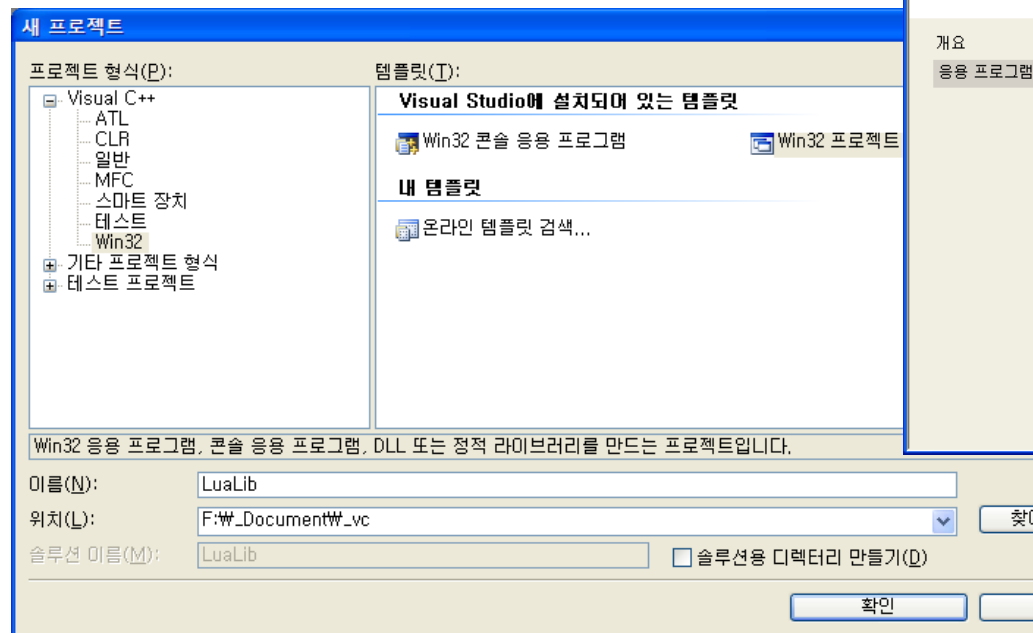 새 프로젝트
프로젝트 형식(P):
Visual C++
ATL
CLR
일반
MFC
스마트 장치
테스트
Win32
기타 프로젝트 형식
테스트 프로젝트
템플릿(T):
Visual Studio에 설치되어 있는 템플릿
Win32 콘솔 응용 프로그램
Win32 프로젝트
내 템플릿
온라인 템플릿 검색...
Win32 응용 프로그램, 콘솔 응용 프로그램, DLL 또는 정적 라이브러리를 만드는 프로젝트입니다.
이름(N):
LuaLib
위치(L):
F:₩_Document₩_vc
솔루션 이름(M):
LuaLib
솔루션용 디렉터리 만들기(D)
확인
개요
응용 프로그램